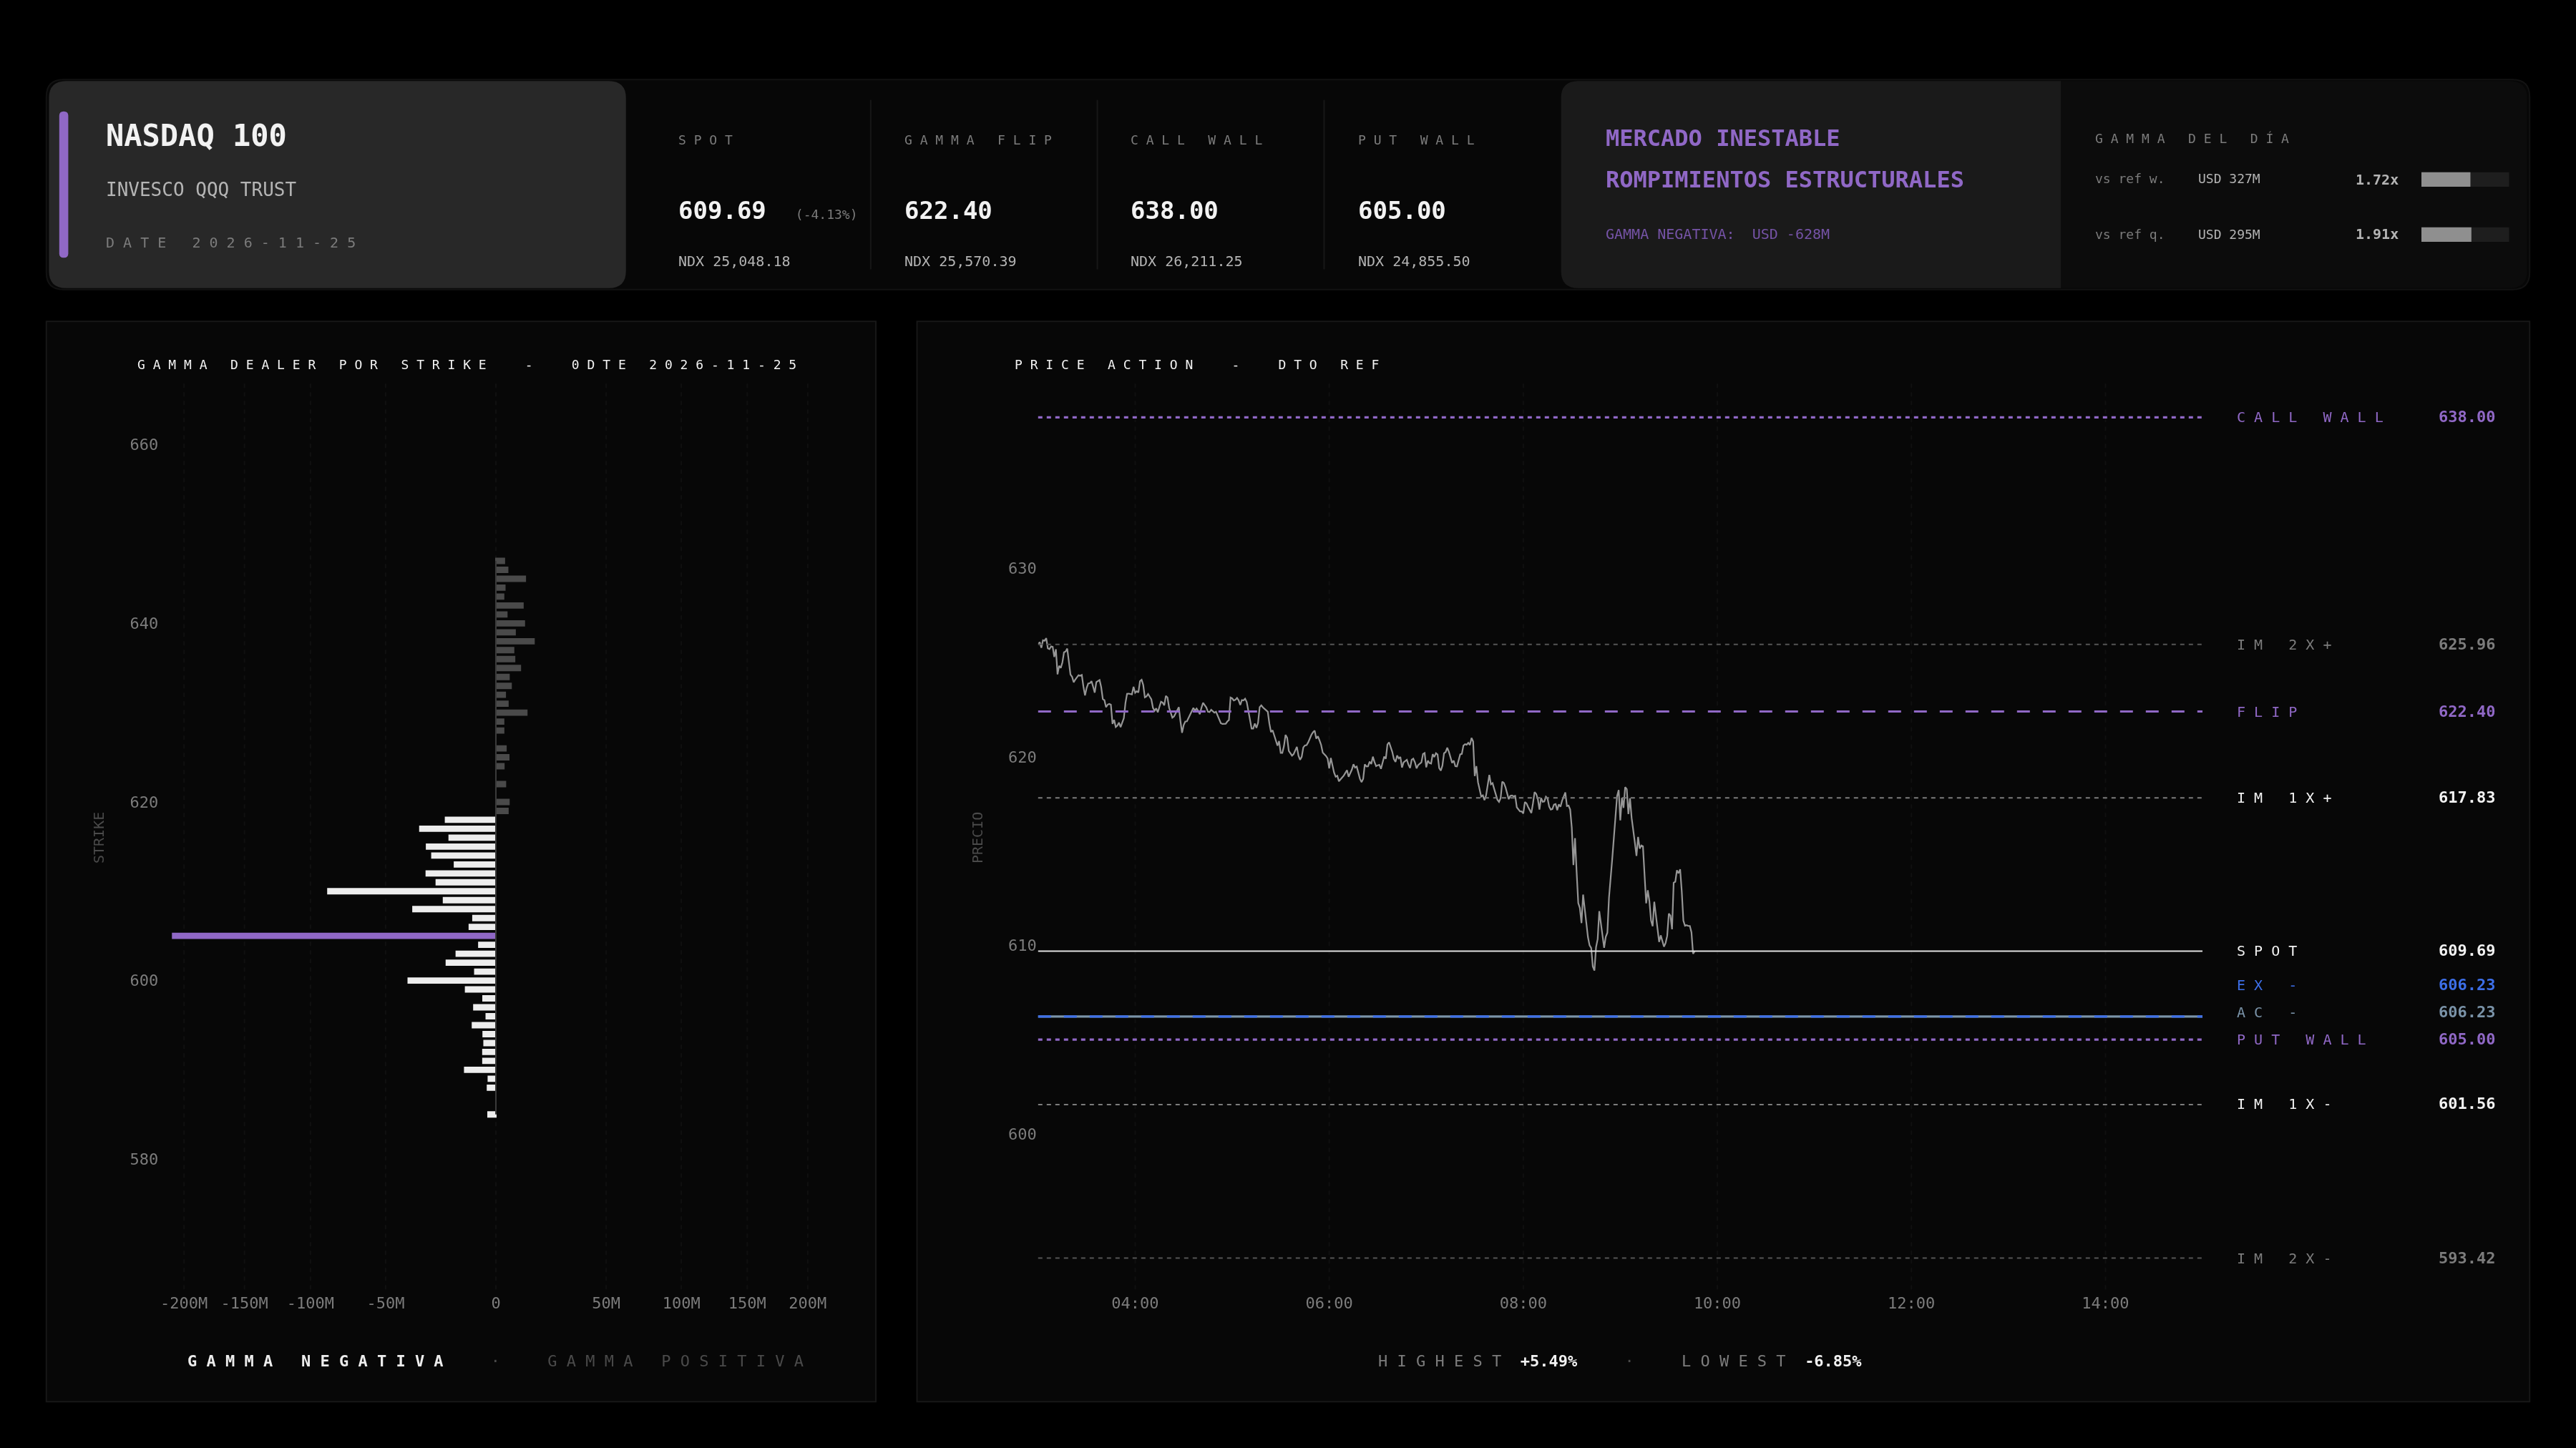 NASDAQ 100
INVESCO QQQ TRUST
DATE 2026-11-25
SPOT
609.69 (-4.13%)
NDX 25,048.18
GAMMA FLIP
622.40
NDX 25,570.39
CALL WALL
638.00
NDX 26,211.25
PUT WALL
605.00
NDX 24,855.50
MERCADO INESTABLE
ROMPIMIENTOS ESTRUCTURALES
GAMMA NEGATIVA: USD -628M
GAMMA DEL DÍA
vs ref w. USD 327M 1.72x
vs ref q. USD 295M 1.91x
GAMMA DEALER POR STRIKE - 0DTE 2026-11-25
STRIKE
660
640
620
600
580
-200M -150M -100M -50M 0 50M 100M 150M 200M
GAMMA NEGATIVA · GAMMA POSITIVA
PRICE ACTION - DTO REF
PRECIO
630
620
610
600
CALL WALL 638.00
IM 2X+ 625.96
FLIP 622.40
IM 1X+ 617.83
SPOT 609.69
EX - 606.23
AC - 606.23
PUT WALL 605.00
IM 1X- 601.56
IM 2X- 593.42
04:00 06:00 08:00 10:00 12:00 14:00
HIGHEST +5.49% · LOWEST -6.85%